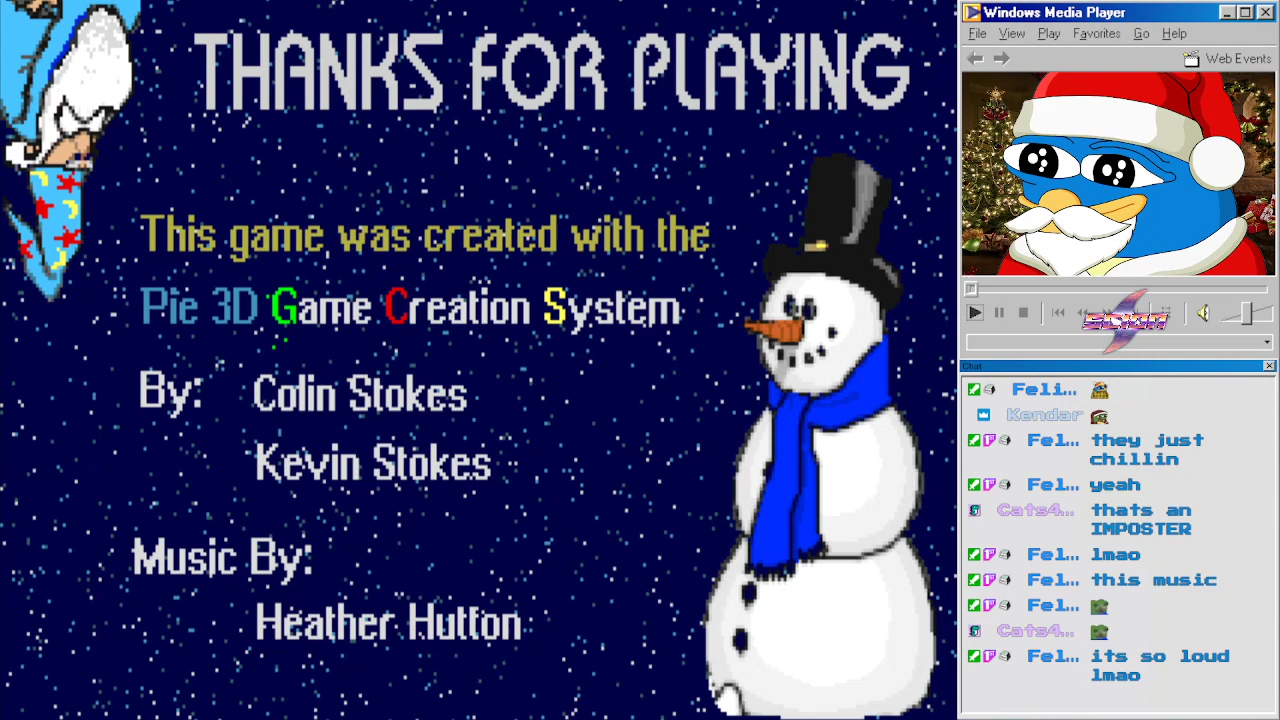 THANKS FOR PLAYING
This game was created with the
Pie 3D Game Creation System
By: Colin Stokes
Kevin Stokes
Music By:
Heather Hutton
Windows Media Player
File View Play Favorites Go Help
Web Events
Chat
Feli...
Kendar
Fel... they just
chillin
Fel... yeah
Cats4... thats an
IMPOSTER
Fel... lmao
Fel... this music
Fel...
Cats4...
Fel... its so loud
lmao